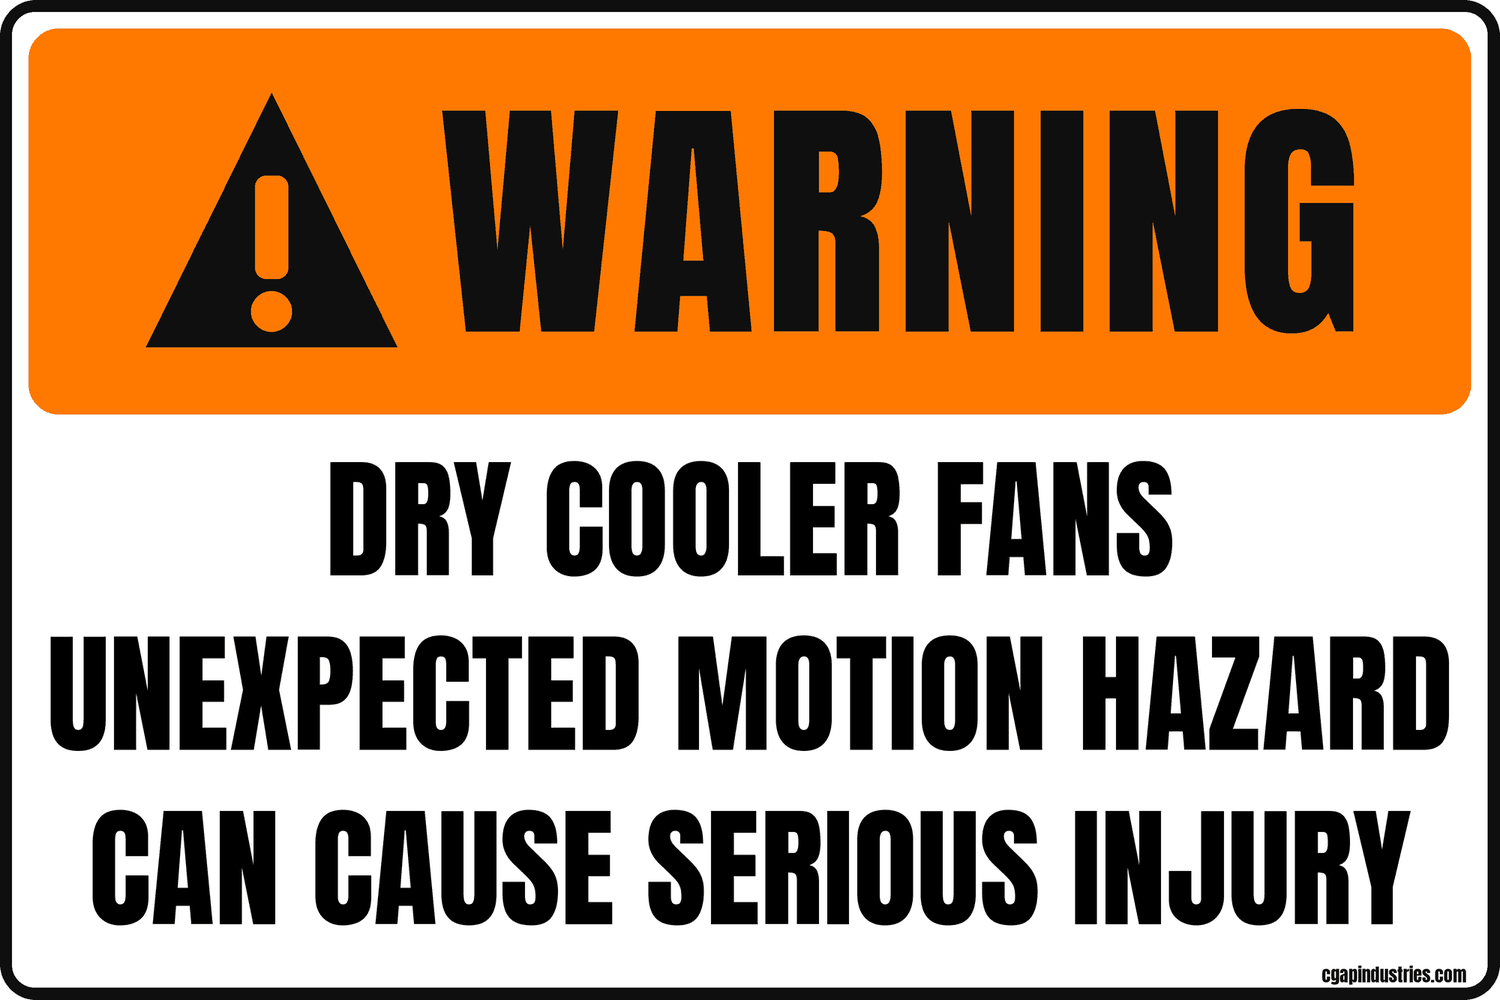 WARNING
DRY COOLER FANS
UNEXPECTED MOTION HAZARD
CAN CAUSE SERIOUS INJURY
cgapindustries.com